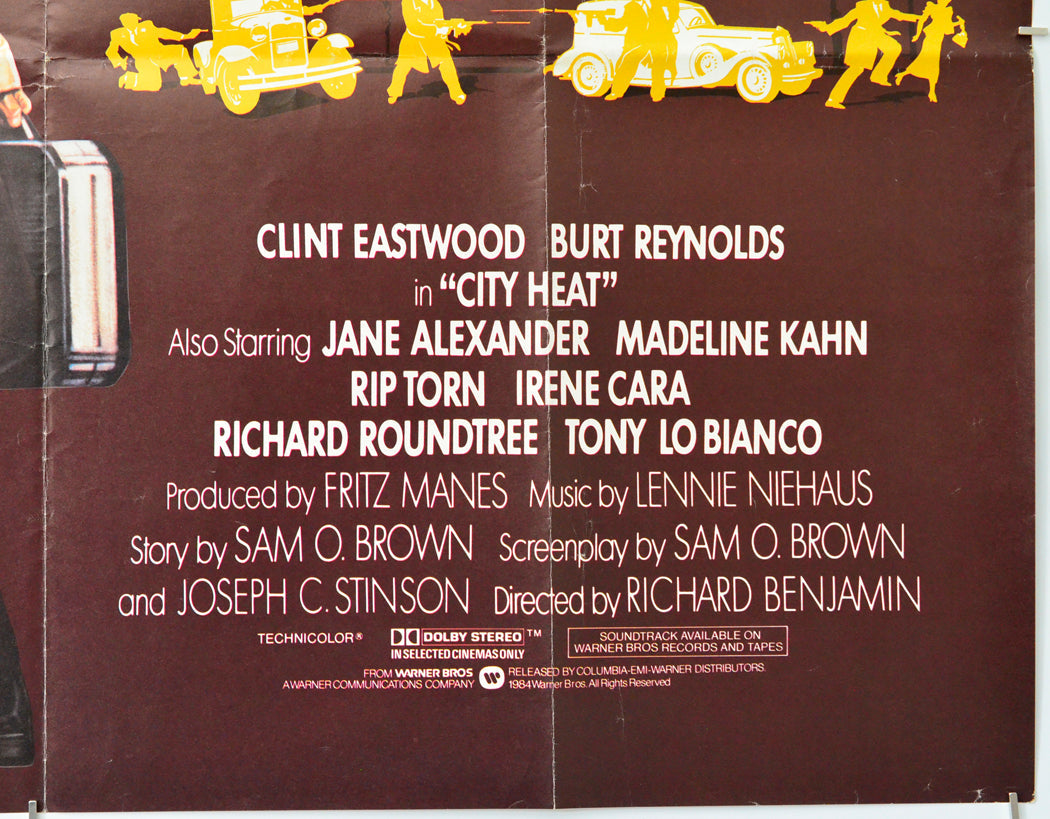 CLINT EASTWOOD BURT REYNOLDS
in "CITY HEAT"
Also Starring JANE ALEXANDER MADELINE KAHN
RIP TORN IRENE CARA
RICHARD ROUNDTREE TONY LO BIANCO
Produced by FRITZ MANES Music by LENNIE NIEHAUS
Story by SAM O. BROWN Screenplay by SAM O. BROWN
and JOSEPH C. STINSON Directed by RICHARD BENJAMIN
TECHNICOLOR® DOLBY STEREO™
IN SELECTED CINEMAS ONLY
SOUNDTRACK AVAILABLE ON
WARNER BROS RECORDS AND TAPES
FROM WARNER BROS
A WARNER COMMUNICATIONS COMPANY
RELEASED BY COLUMBIA-EMI-WARNER DISTRIBUTORS.
1984 Warner Bros. All Rights Reserved